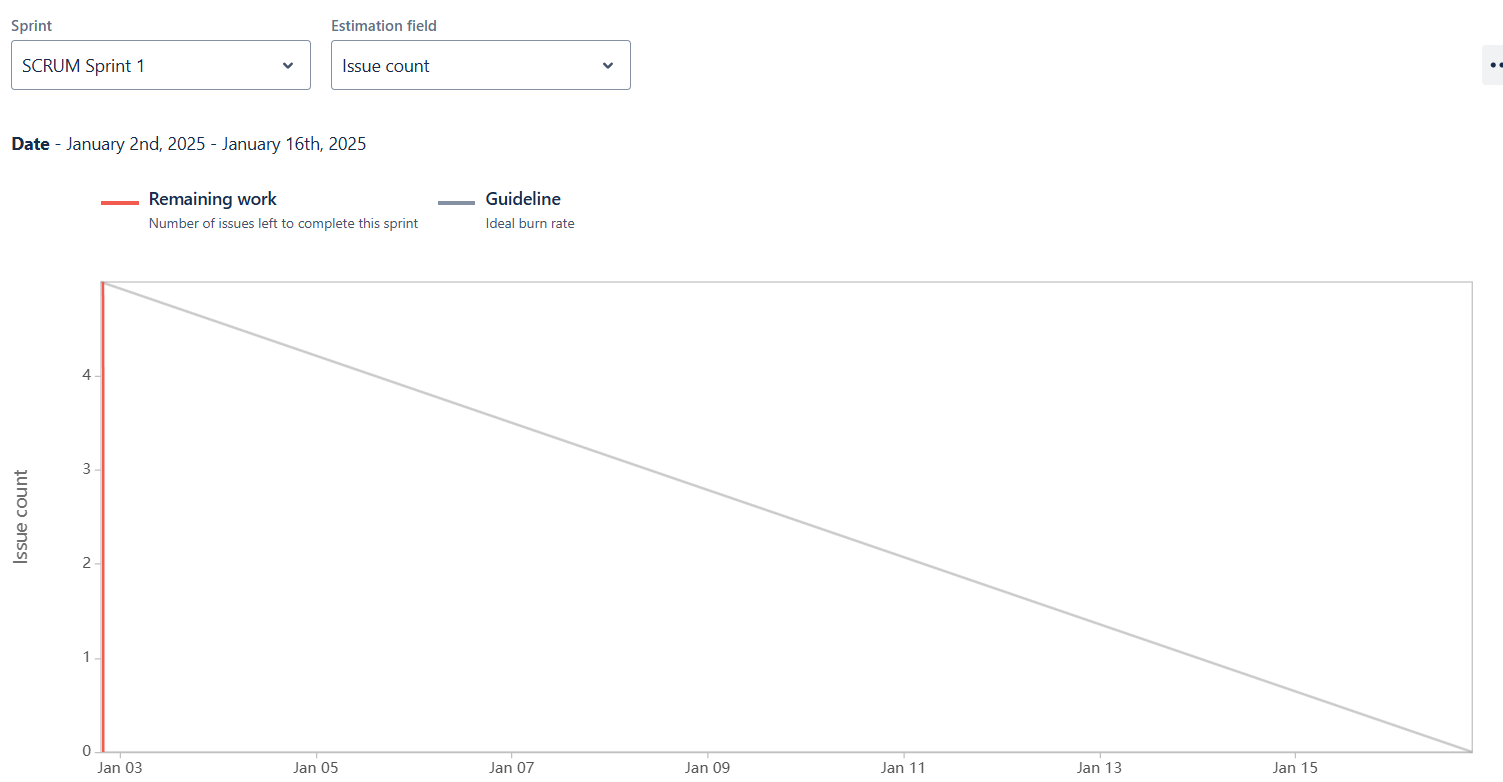 Sprint
Estimation field
SCRUM Sprint 1
Issue count
Date - January 2nd, 2025 - January 16th, 2025
Remaining work
Number of issues left to complete this sprint
Guideline
Ideal burn rate
Issue count
4
3
2
1
0
Jan 03
Jan 05
Jan 07
Jan 09
Jan 11
Jan 13
Jan 15